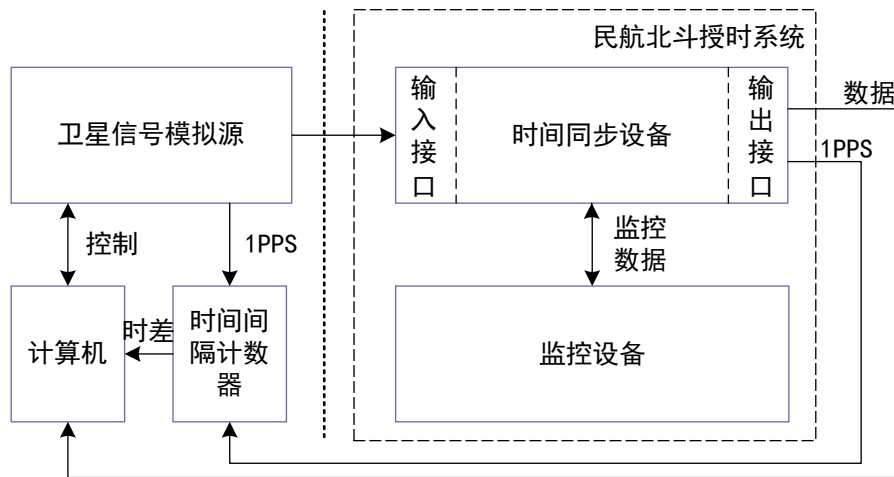 民航北斗授时系统
卫星信号模拟源
输入接口
时间同步设备
输出接口
数据
1PPS
控制
1PPS
监控
数据
计算机
时差
时间间
隔计数
器
监控设备